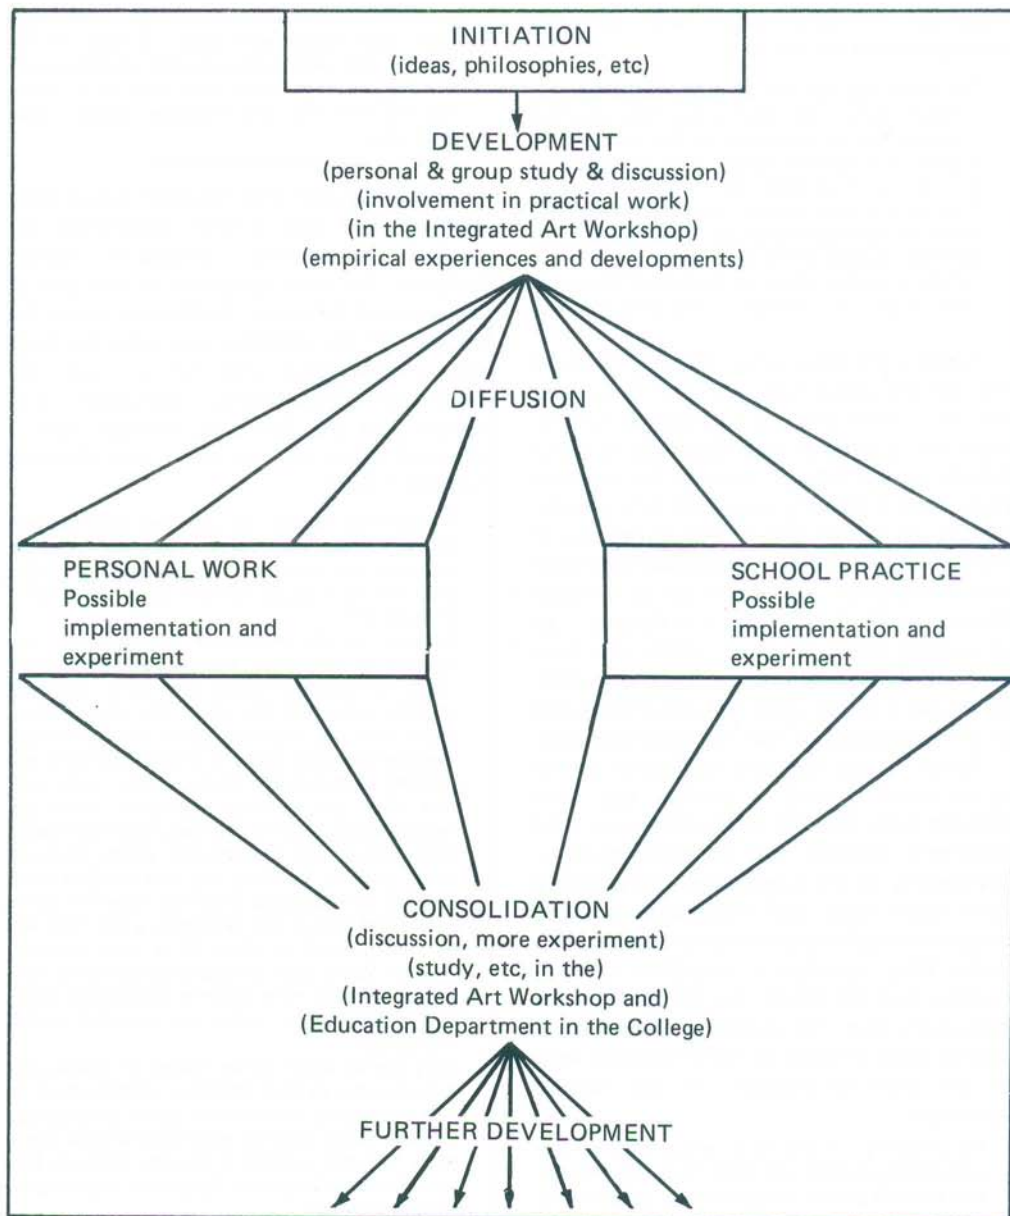 INITIATION
(ideas, philosophies, etc)
DEVELOPMENT
(personal & group study & discussion)
(involvement in practical work)
(in the Integrated Art Workshop)
(empirical experiences and developments)
DIFFUSION
PERSONAL WORK
Possible
implementation and
experiment
SCHOOL PRACTICE
Possible
implementation and
experiment
CONSOLIDATION
(discussion, more experiment)
(study, etc, in the)
(Integrated Art Workshop and)
(Education Department in the College)
FURTHER DEVELOPMENT